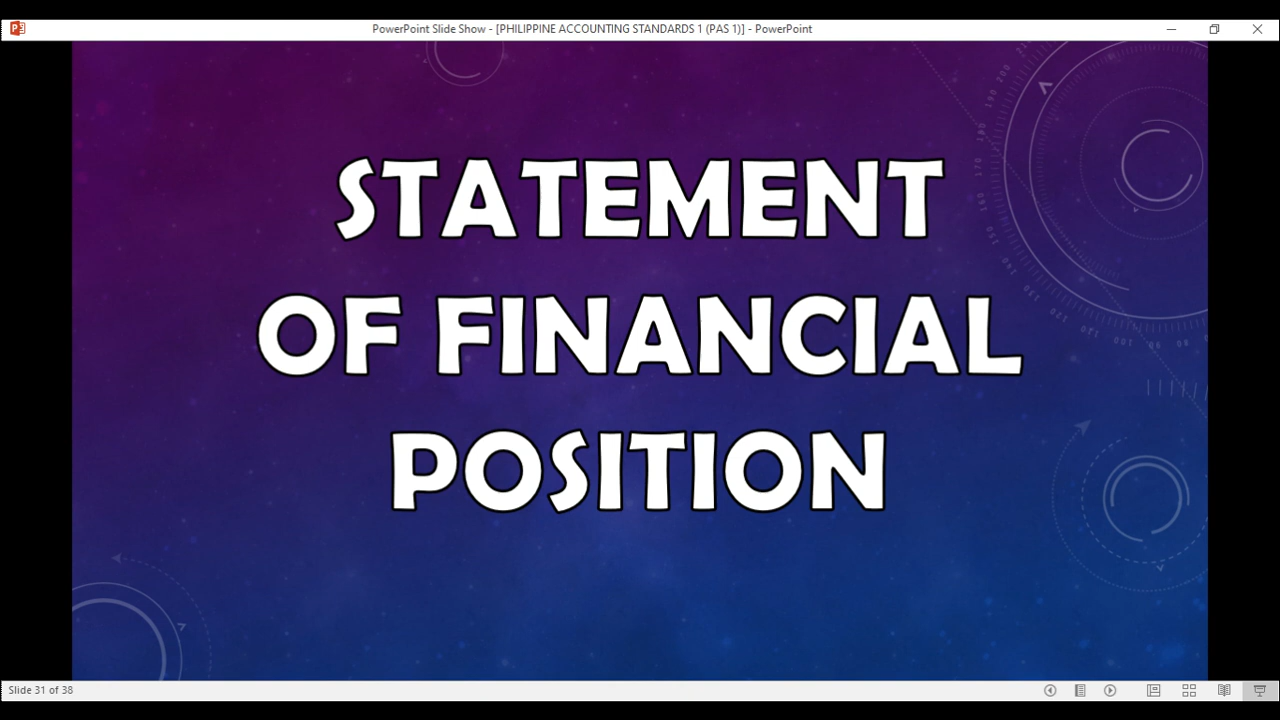 PowerPoint Slide Show - [PHILIPPINE ACCOUNTING STANDARDS 1 (PAS 1)] - PowerPoint
STATEMENT
OF FINANCIAL
POSITION
Slide 31 of 38